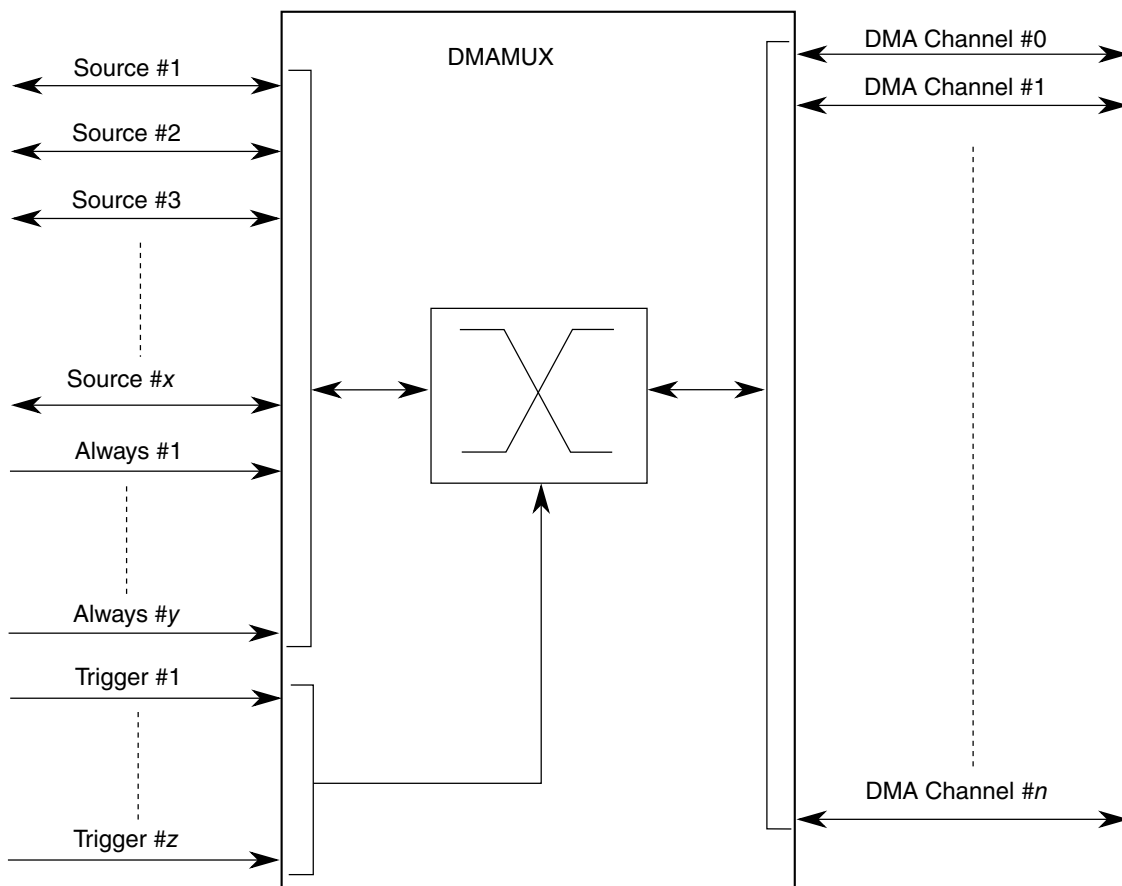 DMAMUX
Source #1
Source #2
Source #3
Source #x
Always #1
Always #y
Trigger #1
Trigger #z
DMA Channel #0
DMA Channel #1
DMA Channel #n